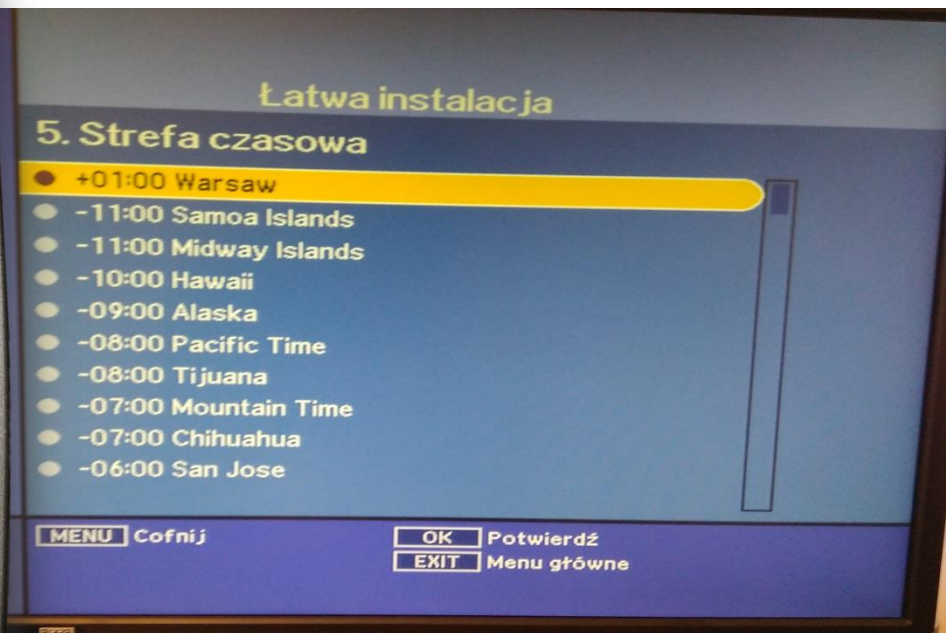 Łatwa instalacja
5. Strefa czasowa
+01:00 Warsaw
-11:00 Samoa Islands
-11:00 Midway Islands
-10:00 Hawaii
-09:00 Alaska
-08:00 Pacific Time
-08:00 Tijuana
-07:00 Mountain Time
-07:00 Chihuahua
-06:00 San Jose
MENU Cofnij
OK Potwierdź
EXIT Menu główne